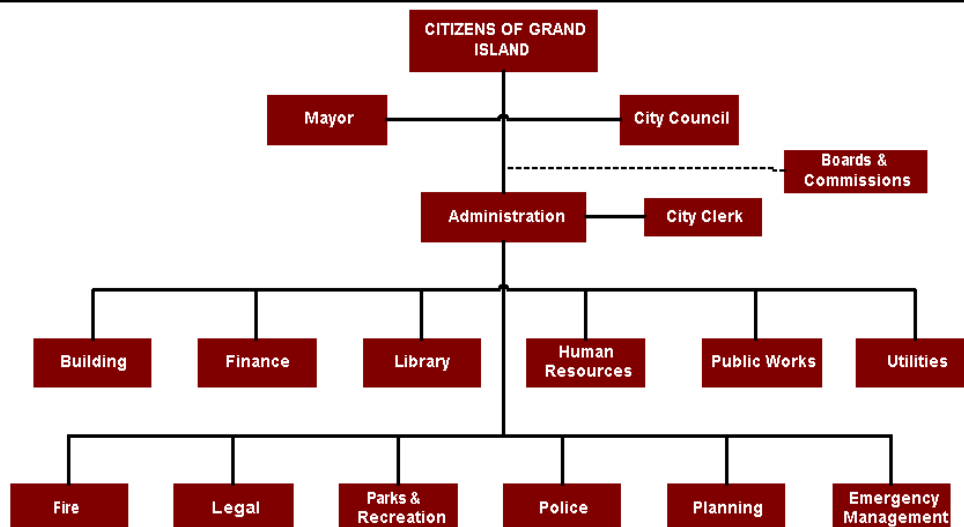 CITIZENS OF GRAND
ISLAND
Mayor
City Council
Boards &
Commissions
Administration
City Clerk
Building
Finance
Library
Human
Resources
Public Works
Utilities
Fire
Legal
Parks &
Recreation
Police
Planning
Emergency
Management